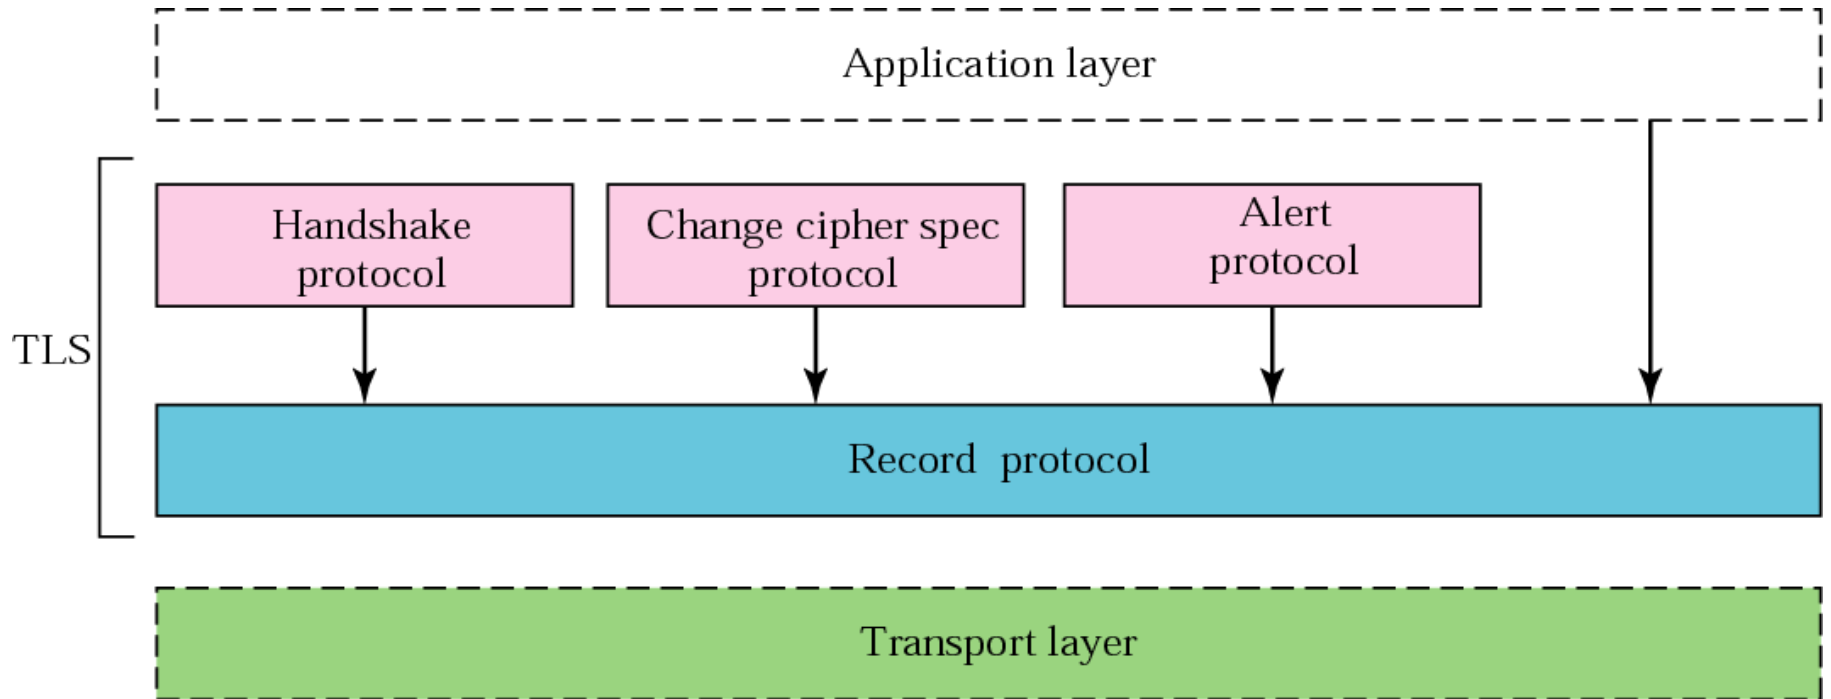 Application layer
Handshake
protocol
Change cipher spec
protocol
Alert
protocol
TLS
Record protocol
Transport layer